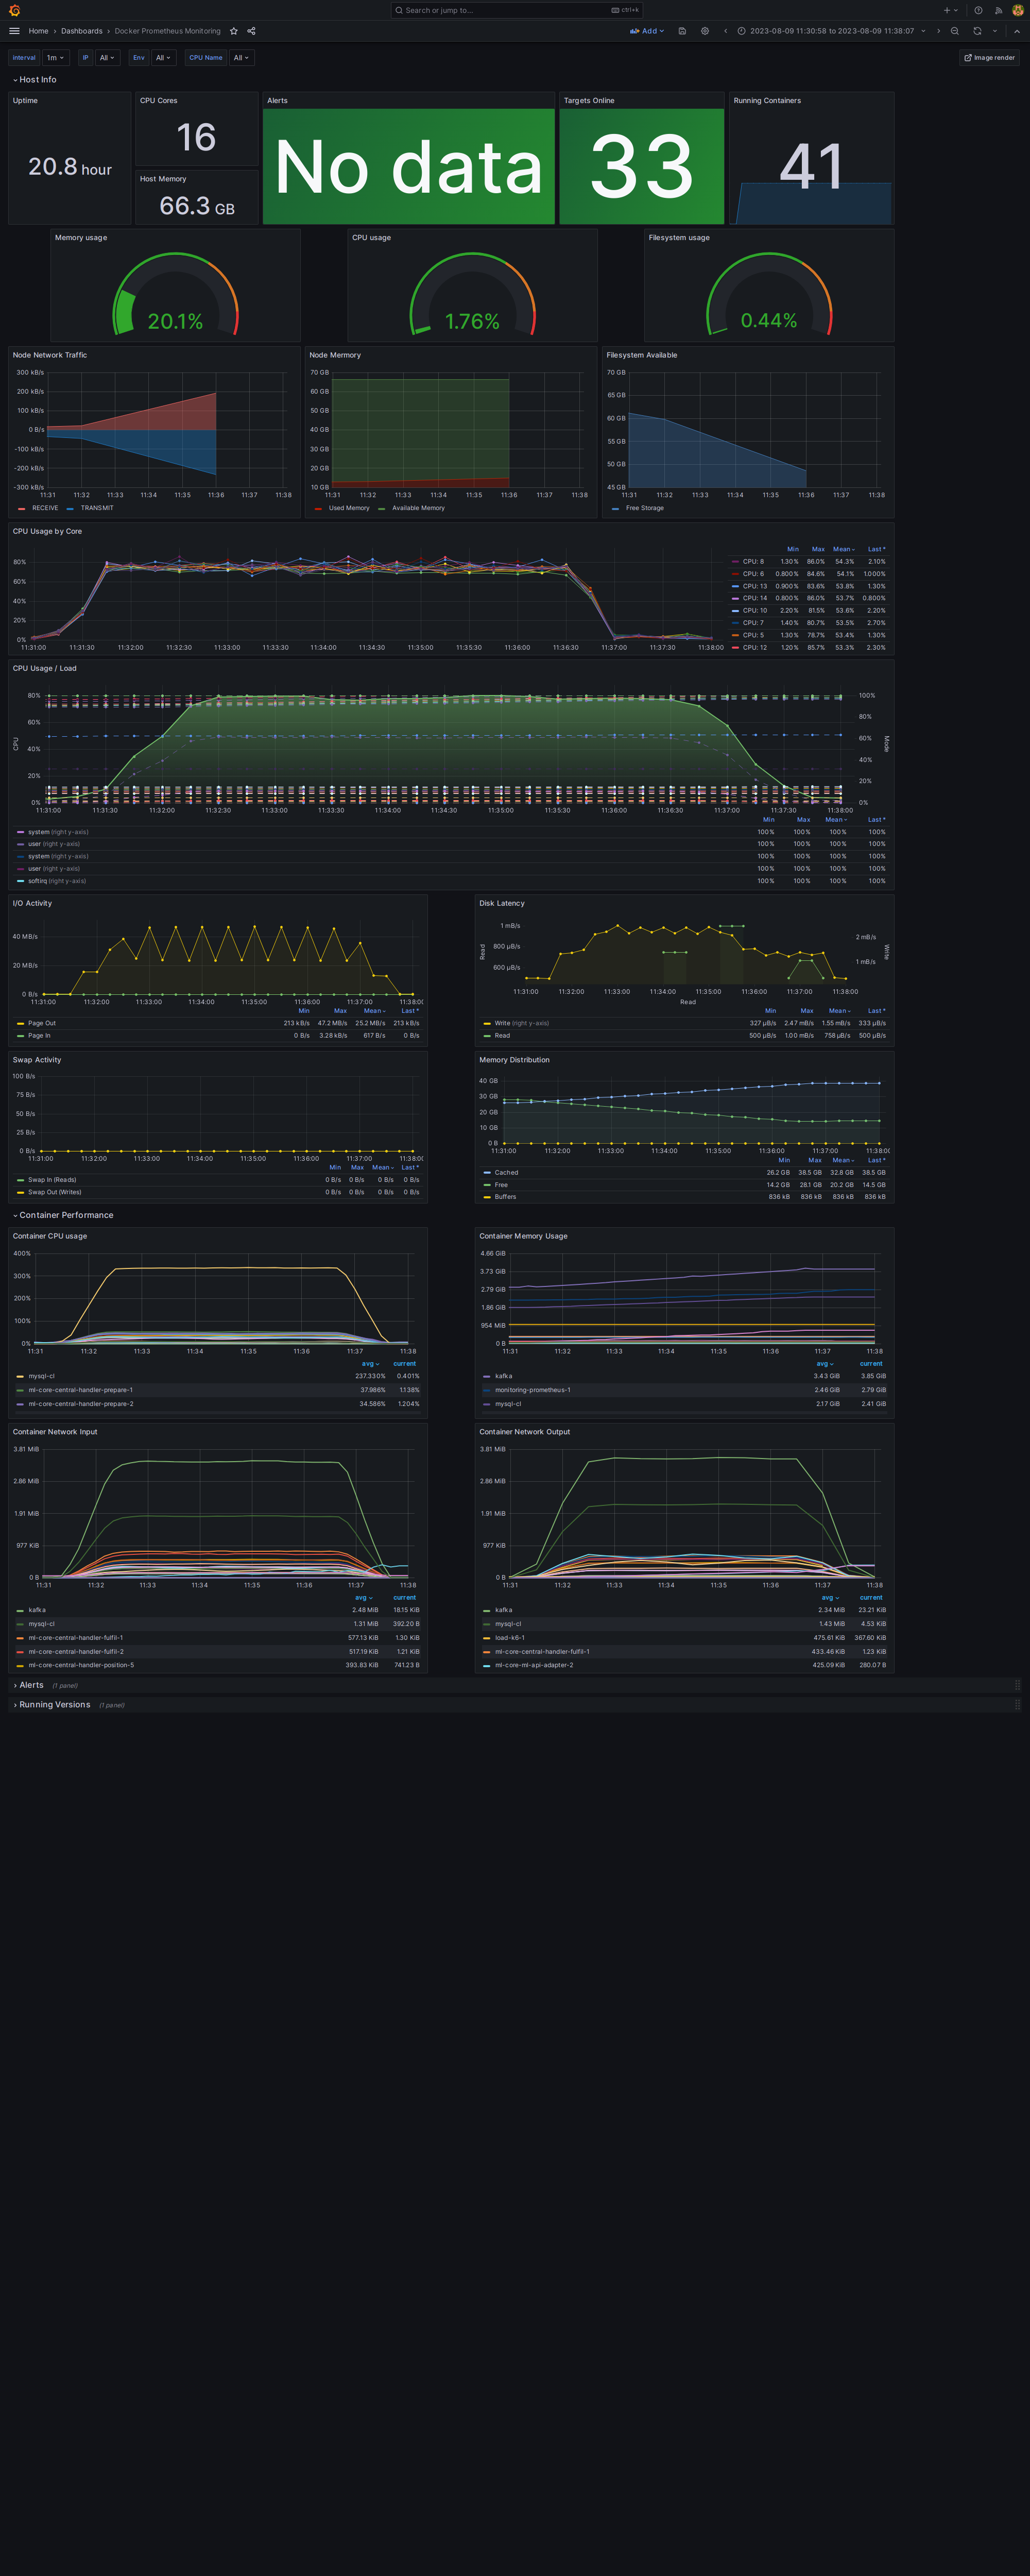 Search or jump to...
ctrl+k
Home › Dashboards › Docker Prometheus Monitoring
Add
2023-08-09 11:30:58 to 2023-08-09 11:38:07
Interval 1m IP All Env All CPU Name All
Image render
Host Info
Uptime
20.8 hour
CPU Cores
16
Host Memory
66.3 GB
Alerts
No data
Targets Online
33
Running Containers
41
Memory usage
20.1%
CPU usage
1.76%
Filesystem usage
0.44%
Node Network Traffic
300 kB/s
200 kB/s
100 kB/s
0 B/s
-100 kB/s
-200 kB/s
-300 kB/s
11:31 11:32 11:33 11:34 11:35 11:36 11:37 11:38
RECEIVE TRANSMIT
Node Mermory
70 GB
60 GB
50 GB
40 GB
30 GB
20 GB
10 GB
11:31 11:32 11:33 11:34 11:35 11:36 11:37 11:38
Used Memory Available Memory
Filesystem Available
70 GB
65 GB
60 GB
55 GB
50 GB
45 GB
11:31 11:32 11:33 11:34 11:35 11:36 11:37 11:38
Free Storage
CPU Usage by Core
80%
60%
40%
20%
0%
11:31:00 11:31:30 11:32:00 11:32:30 11:33:00 11:33:30 11:34:00 11:34:30 11:35:00 11:35:30 11:36:00 11:36:30 11:37:00 11:37:30 11:38:00
Min Max Mean Last *
CPU: 8 1.30% 86.0% 54.3% 2.10%
CPU: 6 0.800% 84.6% 54.1% 1.000%
CPU: 13 0.900% 83.6% 53.8% 1.30%
CPU: 14 0.800% 86.0% 53.7% 0.800%
CPU: 10 2.20% 81.5% 53.6% 2.20%
CPU: 7 1.40% 80.7% 53.5% 2.70%
CPU: 5 1.30% 78.7% 53.4% 1.30%
CPU: 12 1.20% 85.7% 53.3% 2.30%
CPU Usage / Load
CPU
80%
60%
40%
20%
0%
Mode
100%
80%
60%
40%
20%
0%
11:31:00 11:31:30 11:32:00 11:32:30 11:33:00 11:33:30 11:34:00 11:34:30 11:35:00 11:35:30 11:36:00 11:36:30 11:37:00 11:37:30 11:38:00
Min Max Mean Last *
system (right y-axis) 100% 100% 100% 100%
user (right y-axis) 100% 100% 100% 100%
system (right y-axis) 100% 100% 100% 100%
user (right y-axis) 100% 100% 100% 100%
softirq (right y-axis) 100% 100% 100% 100%
I/O Activity
40 MB/s
20 MB/s
0 B/s
11:31:00 11:32:00 11:33:00 11:34:00 11:35:00 11:36:00 11:37:00 11:38:00
Min Max Mean Last *
Page Out 213 kB/s 47.2 MB/s 25.2 MB/s 213 kB/s
Page In 0 B/s 3.28 kB/s 617 B/s 0 B/s
Disk Latency
Read
1 mB/s
800 µB/s
600 µB/s
Write
2 mB/s
1 mB/s
11:31:00 11:32:00 11:33:00 11:34:00 11:35:00 11:36:00 11:37:00 11:38:00
Read
Min Max Mean Last *
Write (right y-axis) 327 µB/s 2.47 mB/s 1.55 mB/s 333 µB/s
Read 500 µB/s 1.00 mB/s 758 µB/s 500 µB/s
Swap Activity
100 B/s
75 B/s
50 B/s
25 B/s
0 B/s
11:31:00 11:32:00 11:33:00 11:34:00 11:35:00 11:36:00 11:37:00 11:38:00
Min Max Mean Last *
Swap In (Reads) 0 B/s 0 B/s 0 B/s 0 B/s
Swap Out (Writes) 0 B/s 0 B/s 0 B/s 0 B/s
Memory Distribution
40 GB
30 GB
20 GB
10 GB
0 B
11:31:00 11:32:00 11:33:00 11:34:00 11:35:00 11:36:00 11:37:00 11:38:00
Min Max Mean Last *
Cached 26.2 GB 38.5 GB 32.8 GB 38.5 GB
Free 14.2 GB 28.1 GB 20.2 GB 14.5 GB
Buffers 836 kB 836 kB 836 kB 836 kB
Container Performance
Container CPU usage
400%
300%
200%
100%
0%
11:31 11:32 11:33 11:34 11:35 11:36 11:37 11:38
avg current
mysql-cl 237.330% 0.401%
ml-core-central-handler-prepare-1 37.986% 1.138%
ml-core-central-handler-prepare-2 34.586% 1.204%
Container Memory Usage
4.66 GiB
3.73 GiB
2.79 GiB
1.86 GiB
954 MiB
0 B
11:31 11:32 11:33 11:34 11:35 11:36 11:37 11:38
avg current
kafka 3.43 GiB 3.85 GiB
monitoring-prometheus-1 2.46 GiB 2.79 GiB
mysql-cl 2.17 GiB 2.41 GiB
Container Network Input
3.81 MiB
2.86 MiB
1.91 MiB
977 KiB
0 B
11:31 11:32 11:33 11:34 11:35 11:36 11:37 11:38
avg current
kafka 2.48 MiB 18.15 KiB
mysql-cl 1.31 MiB 392.20 B
ml-core-central-handler-fulfil-1 577.13 KiB 1.30 KiB
ml-core-central-handler-fulfil-2 517.19 KiB 1.21 KiB
ml-core-central-handler-position-5 393.83 KiB 741.23 B
Container Network Output
3.81 MiB
2.86 MiB
1.91 MiB
977 KiB
0 B
11:31 11:32 11:33 11:34 11:35 11:36 11:37 11:38
avg current
kafka 2.34 MiB 23.21 KiB
mysql-cl 1.43 MiB 4.53 KiB
load-k6-1 475.61 KiB 367.60 KiB
ml-core-central-handler-fulfil-1 433.46 KiB 1.23 KiB
ml-core-ml-api-adapter-2 425.09 KiB 280.07 B
Alerts (1 panel)
Running Versions (1 panel)